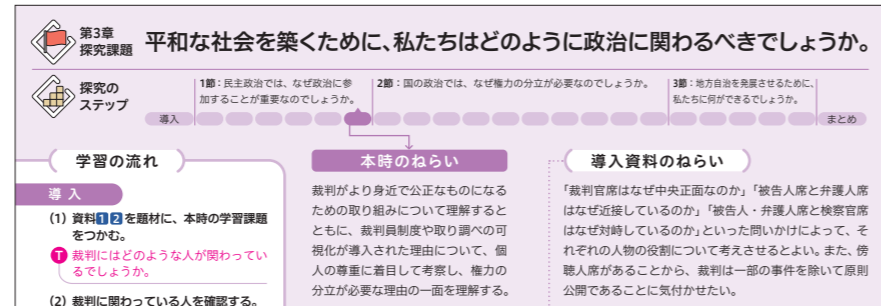 第3章
探究課題
平和な社会を築くために、私たちはどのように政治に関わるべきでしょうか。
探究の
ステップ
1節：民主政治では、なぜ政治に参
加することが重要なのでしょうか。
2節：国の政治では、なぜ権力の分立が必要なのでしょうか。
3節：地方自治を発展させるために、
私たちに何ができるでしょうか。
導入
まとめ
学習の流れ
導 入
(1) 資料1 2を題材に、本時の学習課題
をつかむ。
T 裁判にはどのような人が関わってい
るでしょうか。
(2) 裁判に関わっている人を確認する。
本時のねらい
裁判がより身近で公正なものになる
ための取り組みについて理解すると
ともに、裁判員制度や取り調べの可
視化が導入された理由について、個
人の尊重に着目して考察し、権力の
分立が必要な理由の一面を理解する。
導入資料のねらい
「裁判官席はなぜ中央正面なのか」「被告人席と弁護人席
はなぜ近接しているのか」「被告人・弁護人席と検察官席
はなぜ対峙しているのか」といった問いかけによって、そ
れぞれの人物の役割について考えさせるとよい。また、傍
聴人席があることから、裁判は一部の事件を除いて原則
公開であることに気付かせたい。